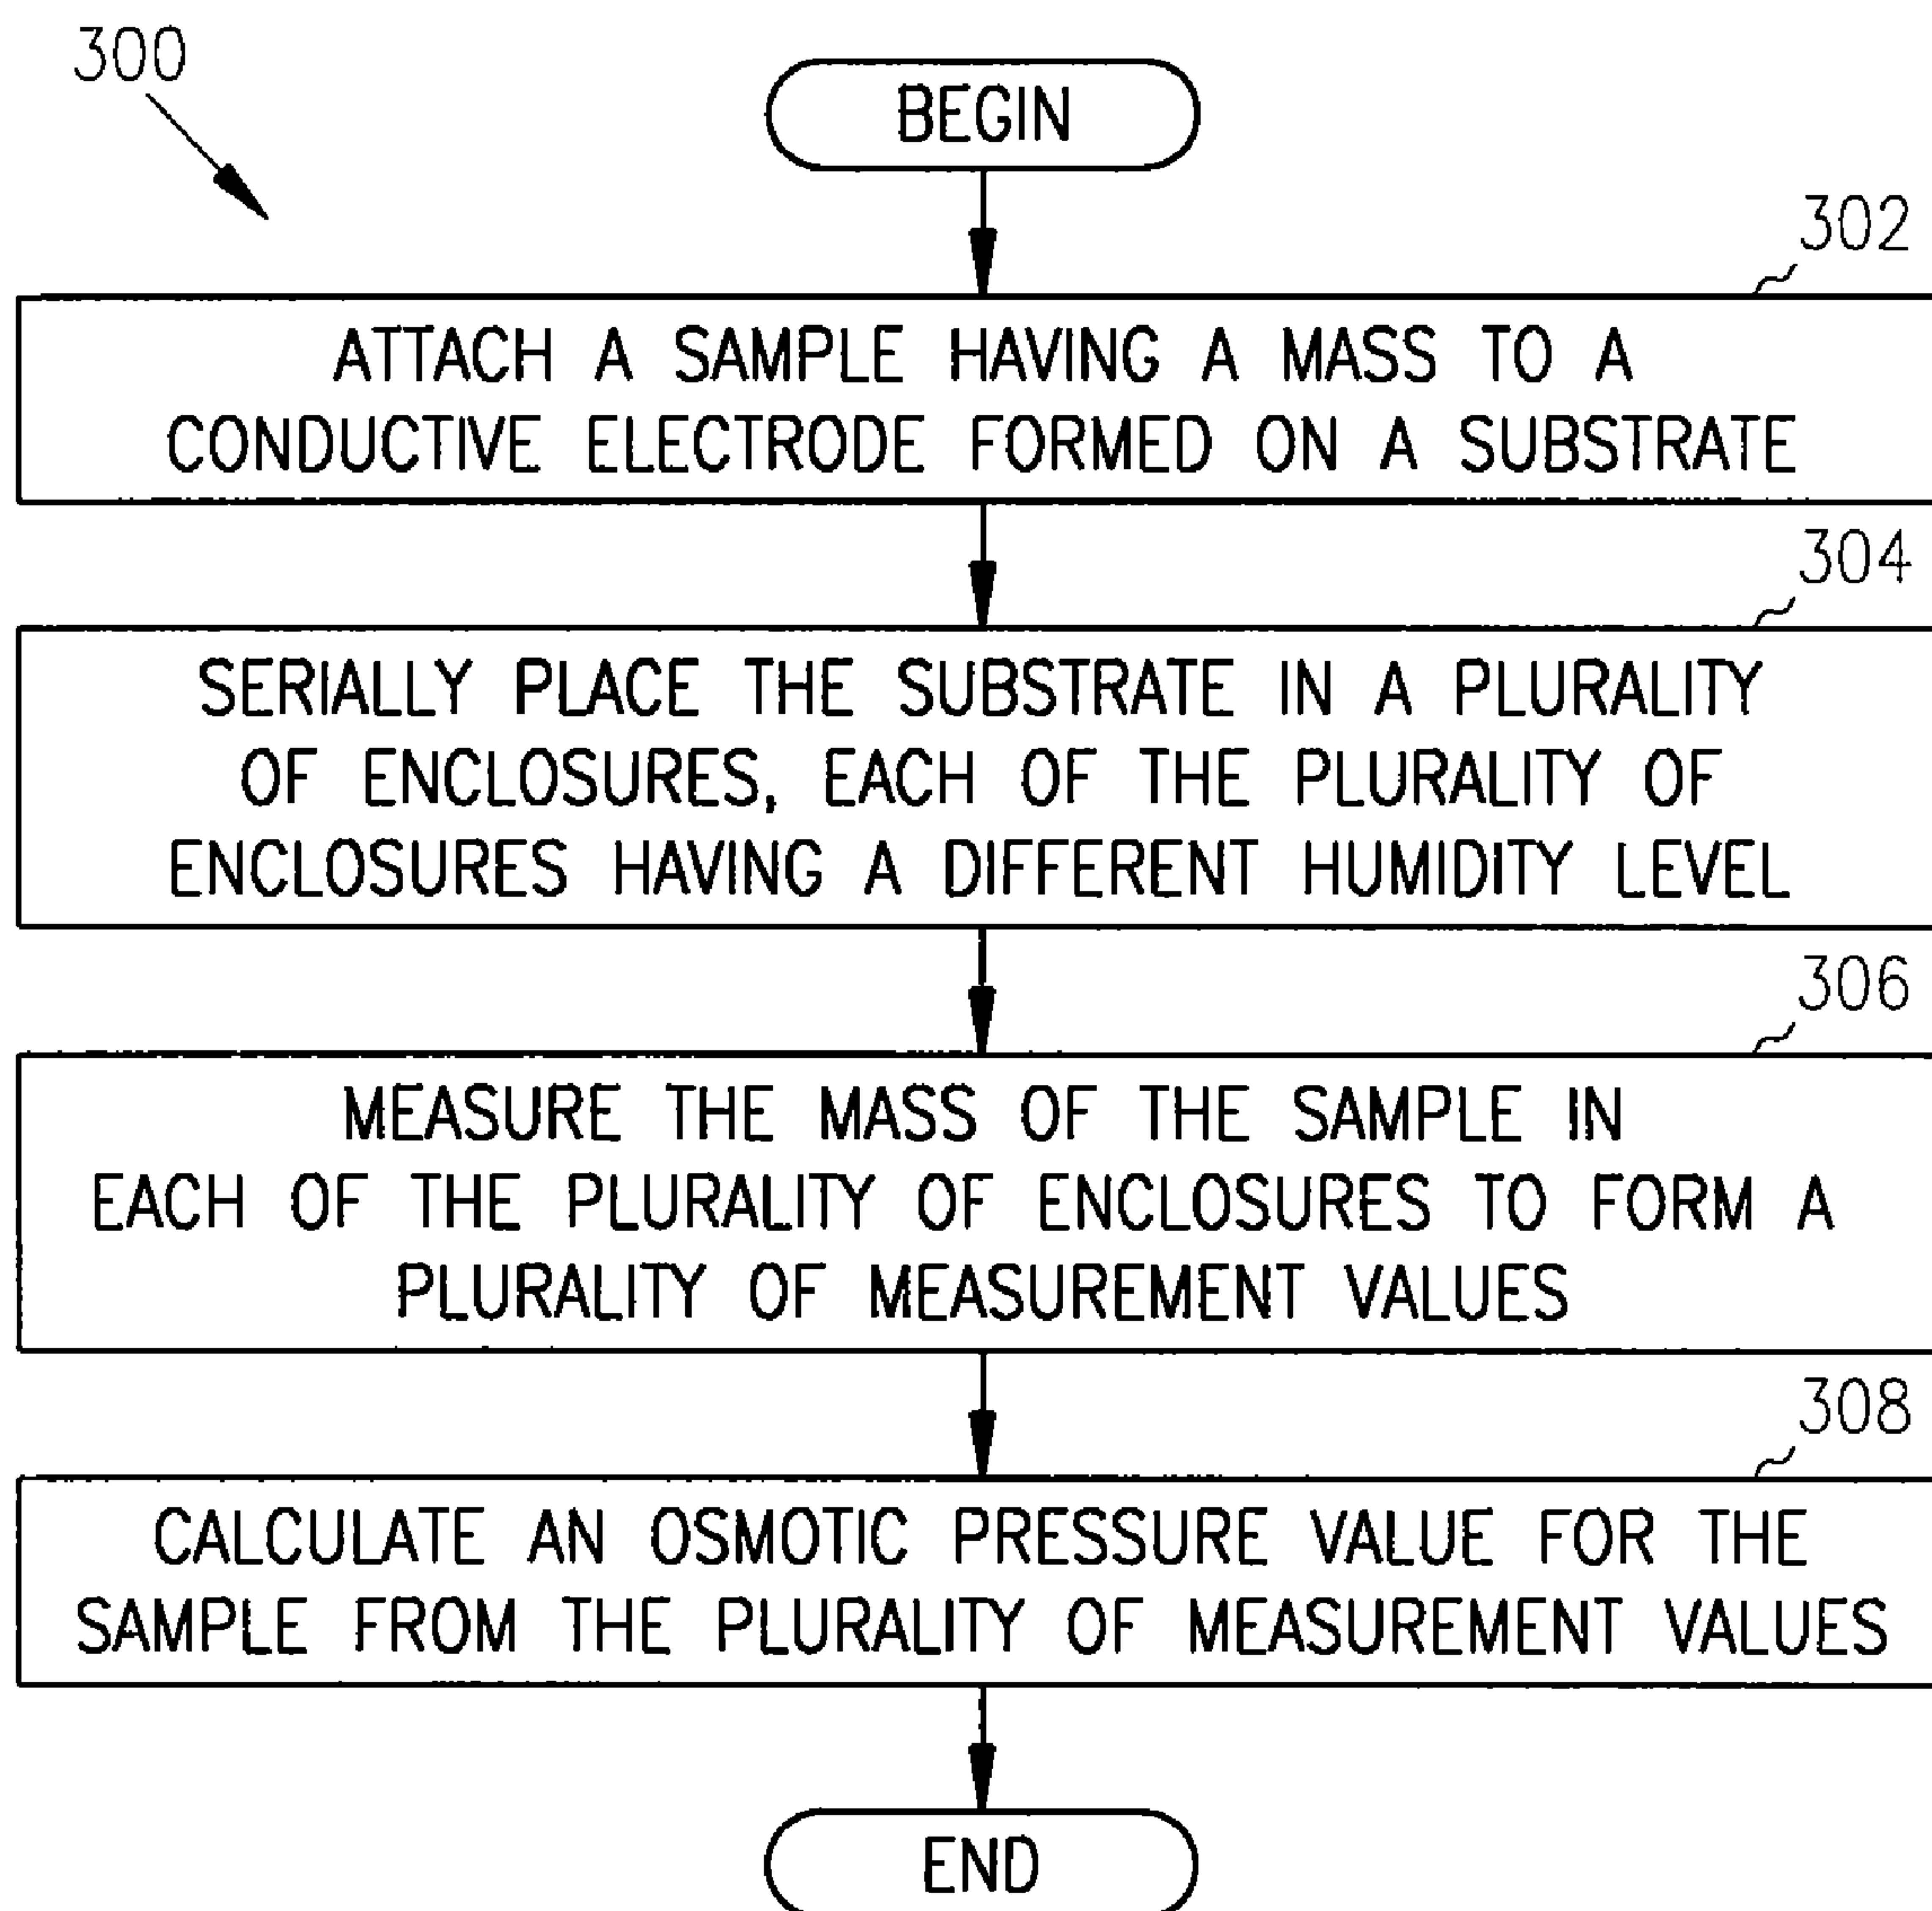 300
BEGIN
302
ATTACH A SAMPLE HAVING A MASS TO A
CONDUCTIVE ELECTRODE FORMED ON A SUBSTRATE
304
SERIALLY PLACE THE SUBSTRATE IN A PLURALITY
OF ENCLOSURES, EACH OF THE PLURALITY OF
ENCLOSURES HAVING A DIFFERENT HUMIDITY LEVEL
306
MEASURE THE MASS OF THE SAMPLE IN
EACH OF THE PLURALITY OF ENCLOSURES TO FORM A
PLURALITY OF MEASUREMENT VALUES
308
CALCULATE AN OSMOTIC PRESSURE VALUE FOR THE
SAMPLE FROM THE PLURALITY OF MEASUREMENT VALUES
END